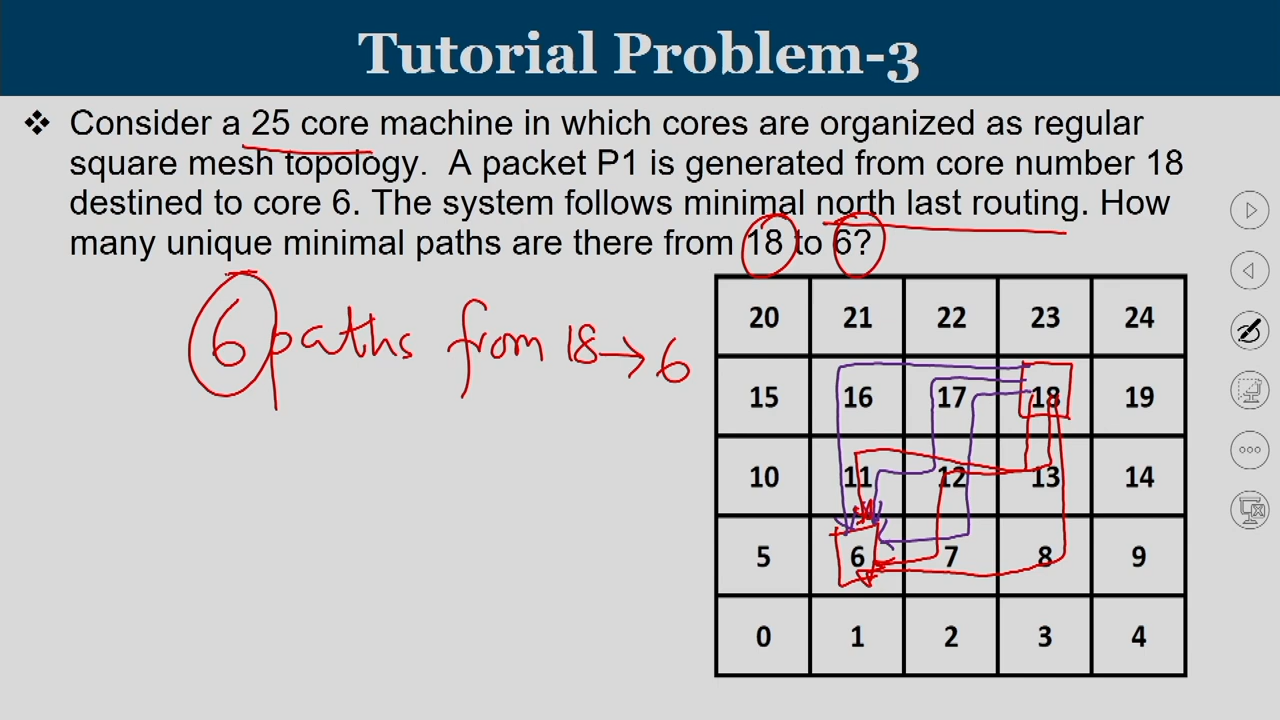 Tutorial Problem-3
❖ Consider a 25 core machine in which cores are organized as regular
square mesh topology. A packet P1 is generated from core number 18
destined to core 6. The system follows minimal north last routing. How
many unique minimal paths are there from 18 to 6?
6 paths from 18→6
20 21 22 23 24
15 16 17 18 19
10 11 12 13 14
5 6 7 8 9
0 1 2 3 4